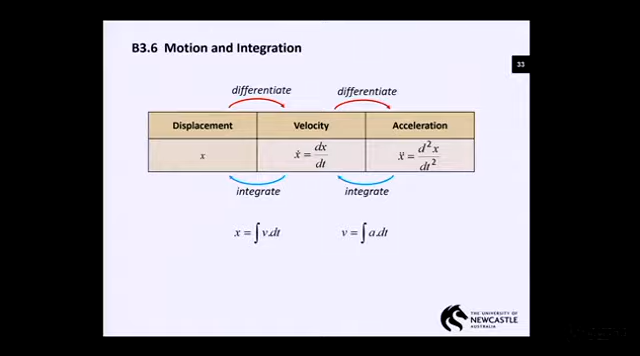 B3.6 Motion and Integration
33
differentiate differentiate
Displacement Velocity Acceleration
x ẋ = dx/dt ẍ = d²x/dt²
integrate integrate
x = ∫ v.dt v = ∫ a.dt
THE UNIVERSITY OF
NEWCASTLE
AUSTRALIA